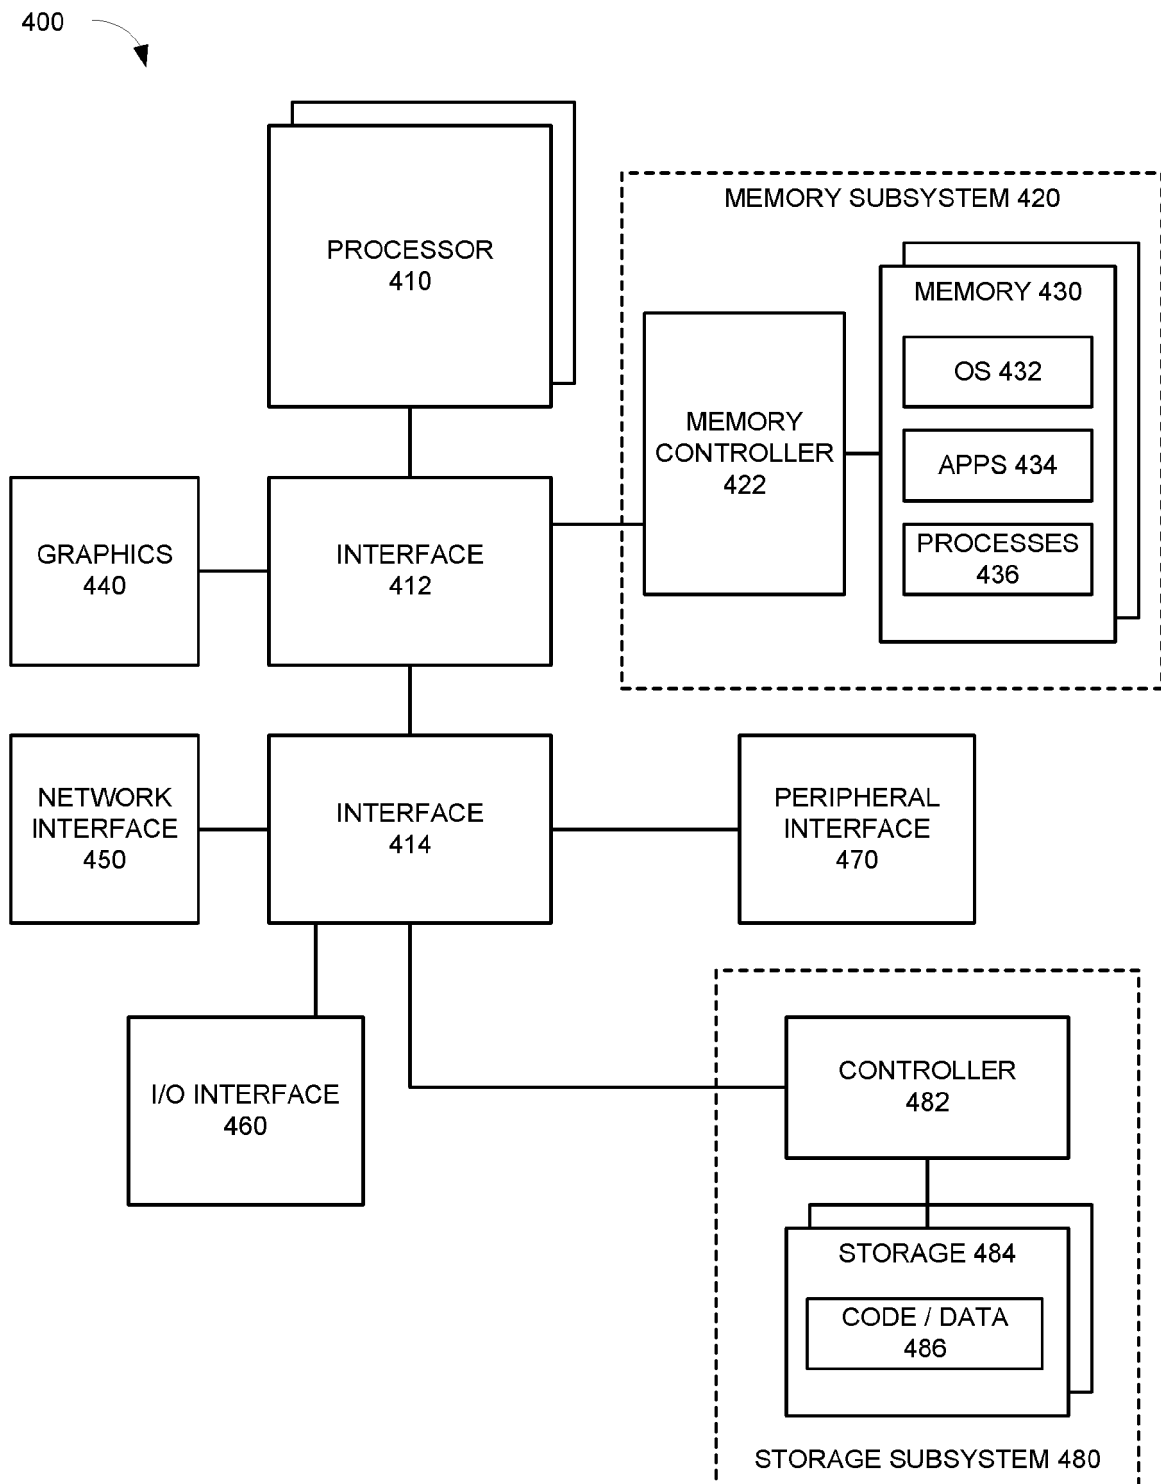 400
PROCESSOR
410
MEMORY SUBSYSTEM 420
MEMORY 430
OS 432
APPS 434
PROCESSES
436
MEMORY
CONTROLLER
422
GRAPHICS
440
INTERFACE
412
NETWORK
INTERFACE
450
INTERFACE
414
PERIPHERAL
INTERFACE
470
I/O INTERFACE
460
CONTROLLER
482
STORAGE 484
CODE / DATA
486
STORAGE SUBSYSTEM 480